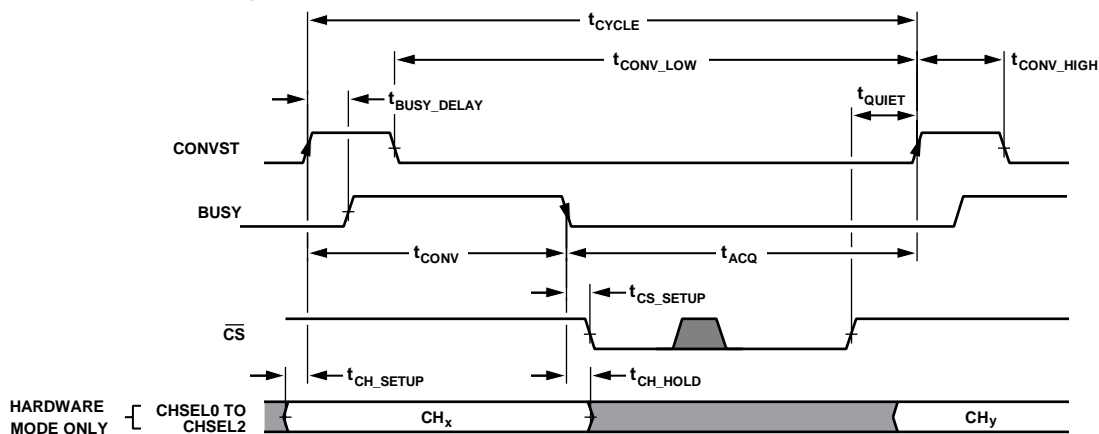 tCYCLE
tCONV_LOW
tCONV_HIGH
tBUSY_DELAY
tQUIET
CONVST
BUSY
tCONV
tACQ
tCS_SETUP
CS
tCH_SETUP
tCH_HOLD
HARDWARE
MODE ONLY
CHSEL0 TO
CHSEL2
CHx
CHy